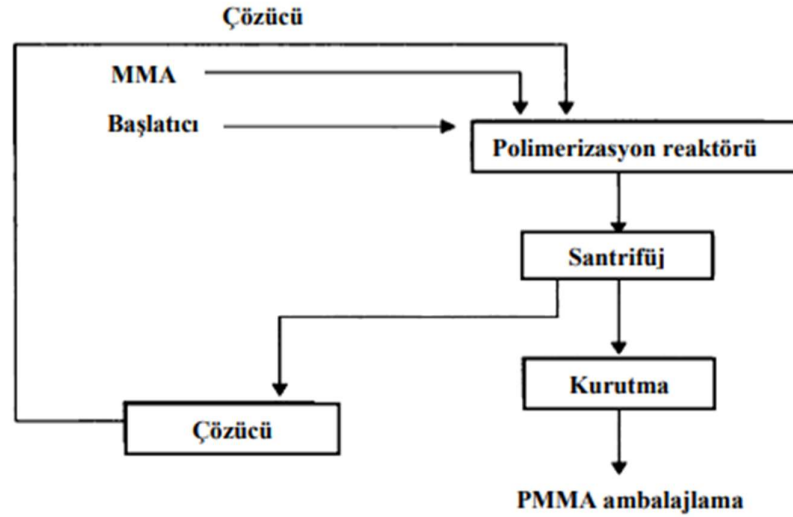 Çözücü
MMA
Başlatıcı
Polimerizasyon reaktörü
Santrifüj
Kurutma
Çözücü
PMMA ambalajlama